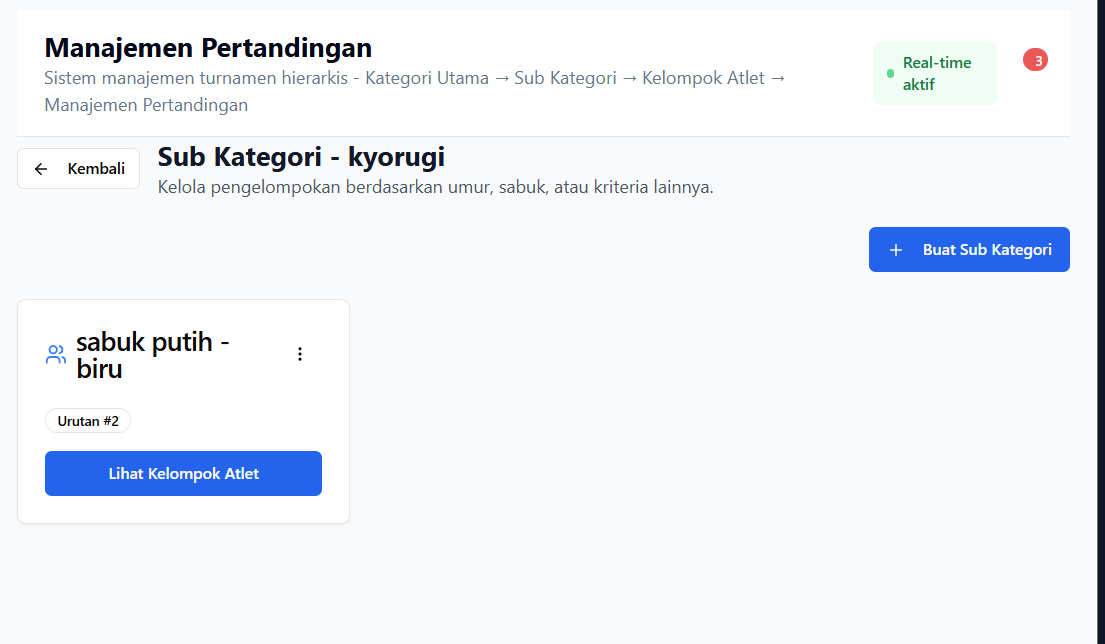 Manajemen Pertandingan
Sistem manajemen turnamen hierarkis - Kategori Utama → Sub Kategori → Kelompok Atlet →
Manajemen Pertandingan
Real-time
aktif
3
Kembali
Sub Kategori - kyorugi
Kelola pengelompokan berdasarkan umur, sabuk, atau kriteria lainnya.
Buat Sub Kategori
sabuk putih -
biru
Urutan #2
Lihat Kelompok Atlet